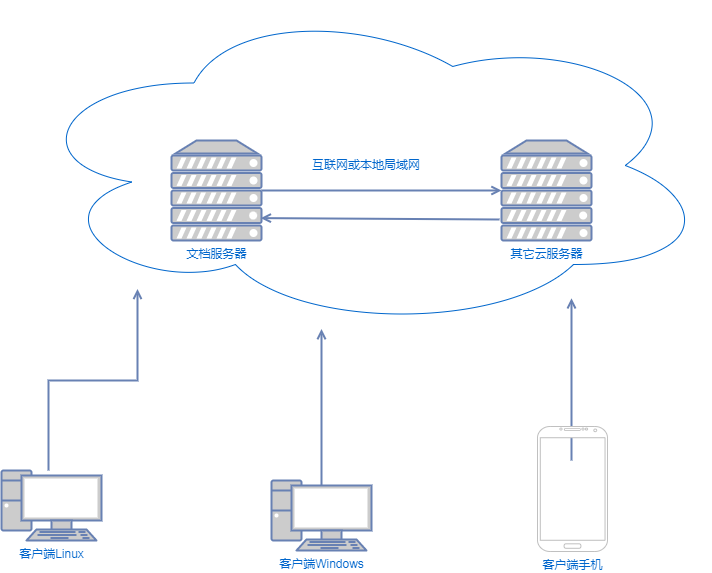 互联网或本地局域网
文档服务器
其它云服务器
客户端Linux
客户端Windows
客户端手机